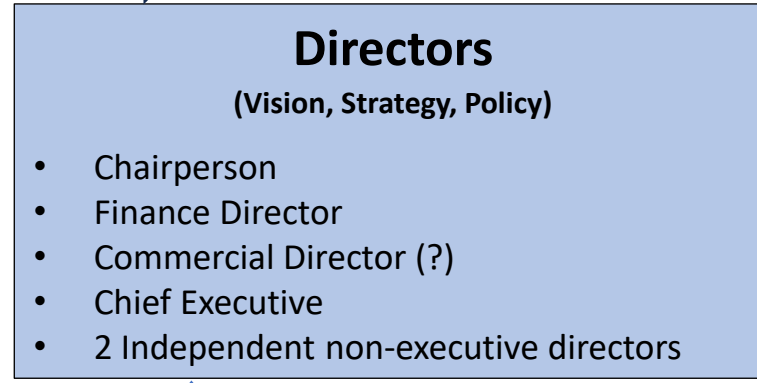 Directors
(Vision, Strategy, Policy)
• Chairperson
• Finance Director
• Commercial Director (?)
• Chief Executive
• 2 Independent non-executive directors